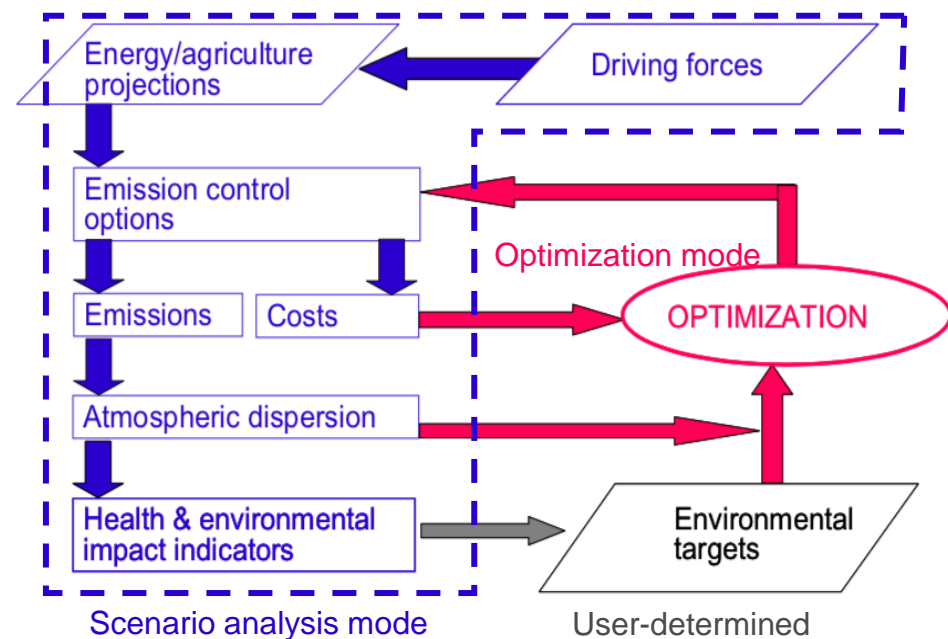 Energy/agriculture
projections
Driving forces
Emission control
options
Optimization mode
Emissions
Costs
OPTIMIZATION
Atmospheric dispersion
Health & environmental
impact indicators
Environmental
targets
Scenario analysis mode
User-determined